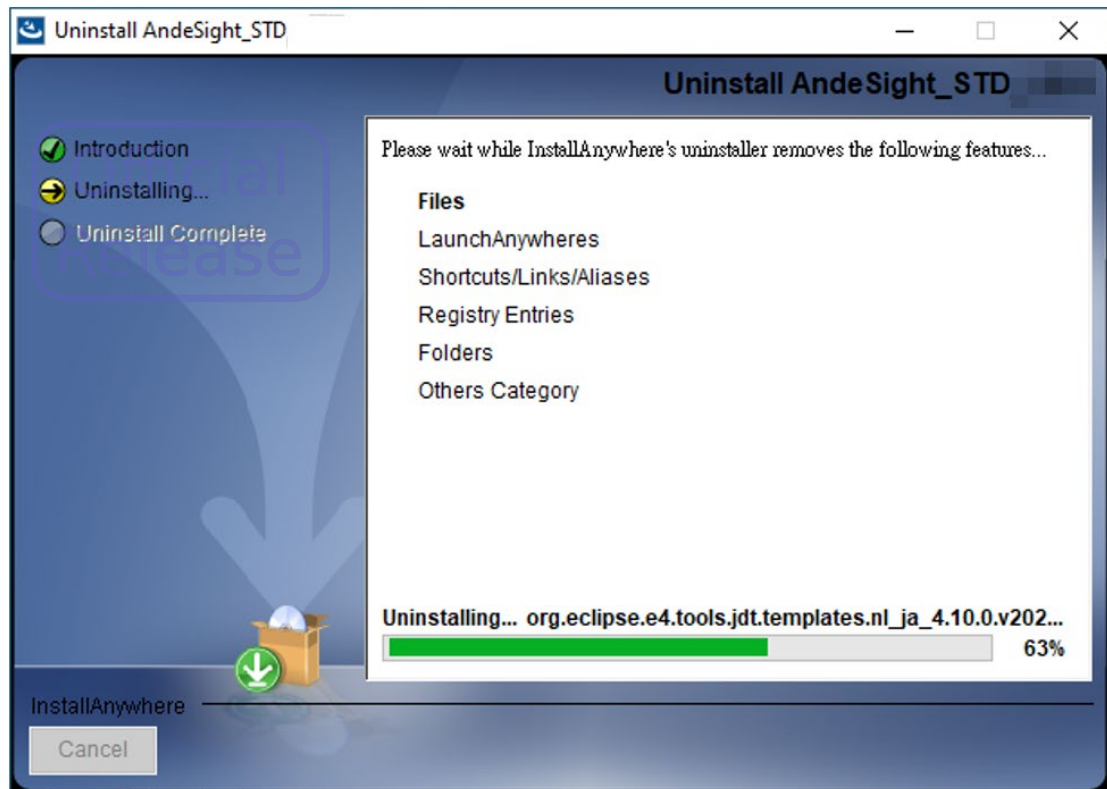 Uninstall AndeSight_STD
Uninstall AndeSight_STD
Introduction
Uninstalling...
Uninstall Complete
Official
Release
Please wait while InstallAnywhere's uninstaller removes the following features...
Files
LaunchAnywheres
Shortcuts/Links/Aliases
Registry Entries
Folders
Others Category
Uninstalling... org.eclipse.e4.tools.jdt.templates.nl_ja_4.10.0.v202...
63%
InstallAnywhere
Cancel